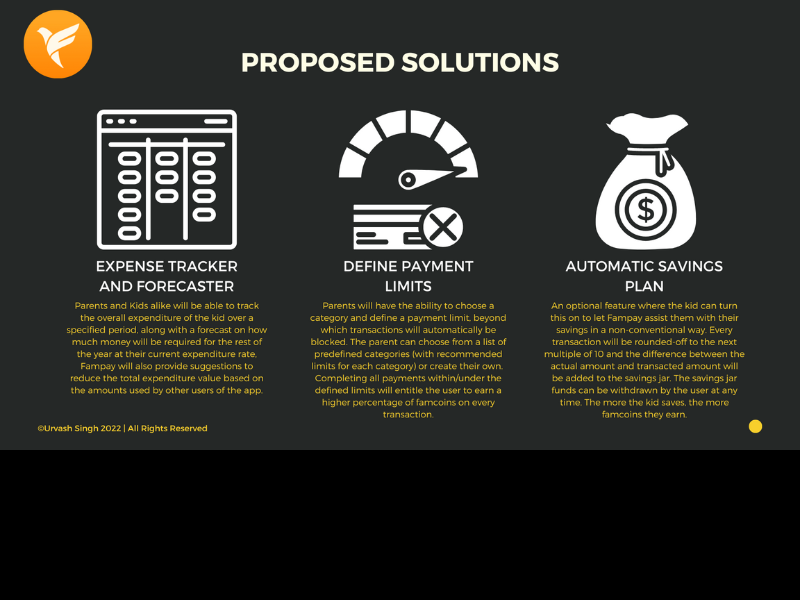 PROPOSED SOLUTIONS
EXPENSE TRACKER
AND FORECASTER
Parents and Kids alike will be able to track
the overall expenditure of the kid over a
specified period, along with a forecast on how
much money will be required for the rest of
the year at their current expenditure rate,
Fampay will also provide suggestions to
reduce the total expenditure value based on
the amounts used by other users of the app.
DEFINE PAYMENT
LIMITS
Parents will have the ability to choose a
category and define a payment limit, beyond
which transactions will automatically be
blocked. The parent can choose from a list of
predefined categories (with recommended
limits for each category) or create their own.
Completing all payments within/under the
defined limits will entitle the user to earn a
higher percentage of famcoins on every
transaction.
$
AUTOMATIC SAVINGS
PLAN
An optional feature where the kid can turn
this on to let Fampay assist them with their
savings in a non-conventional way. Every
transaction will be rounded-off to the next
multiple of 10 and the difference between the
actual amount and transacted amount will
be added to the savings jar. The savings jar
funds can be withdrawn by the user at any
time. The more the kid saves, the more
famcoins they earn.
©Urvash Singh 2022 | All Rights Reserved